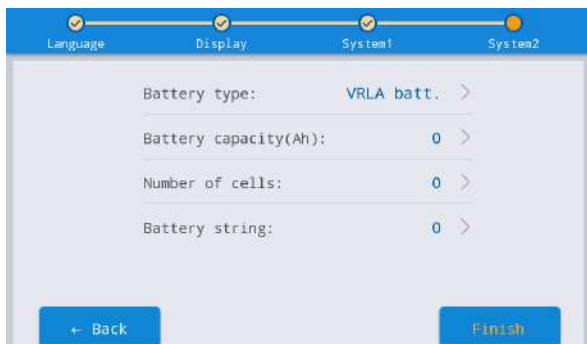 Language Display System1 System2
Battery type: VRLA batt.
Battery capacity(Ah): 0
Number of cells: 0
Battery string: 0
← Back Finish